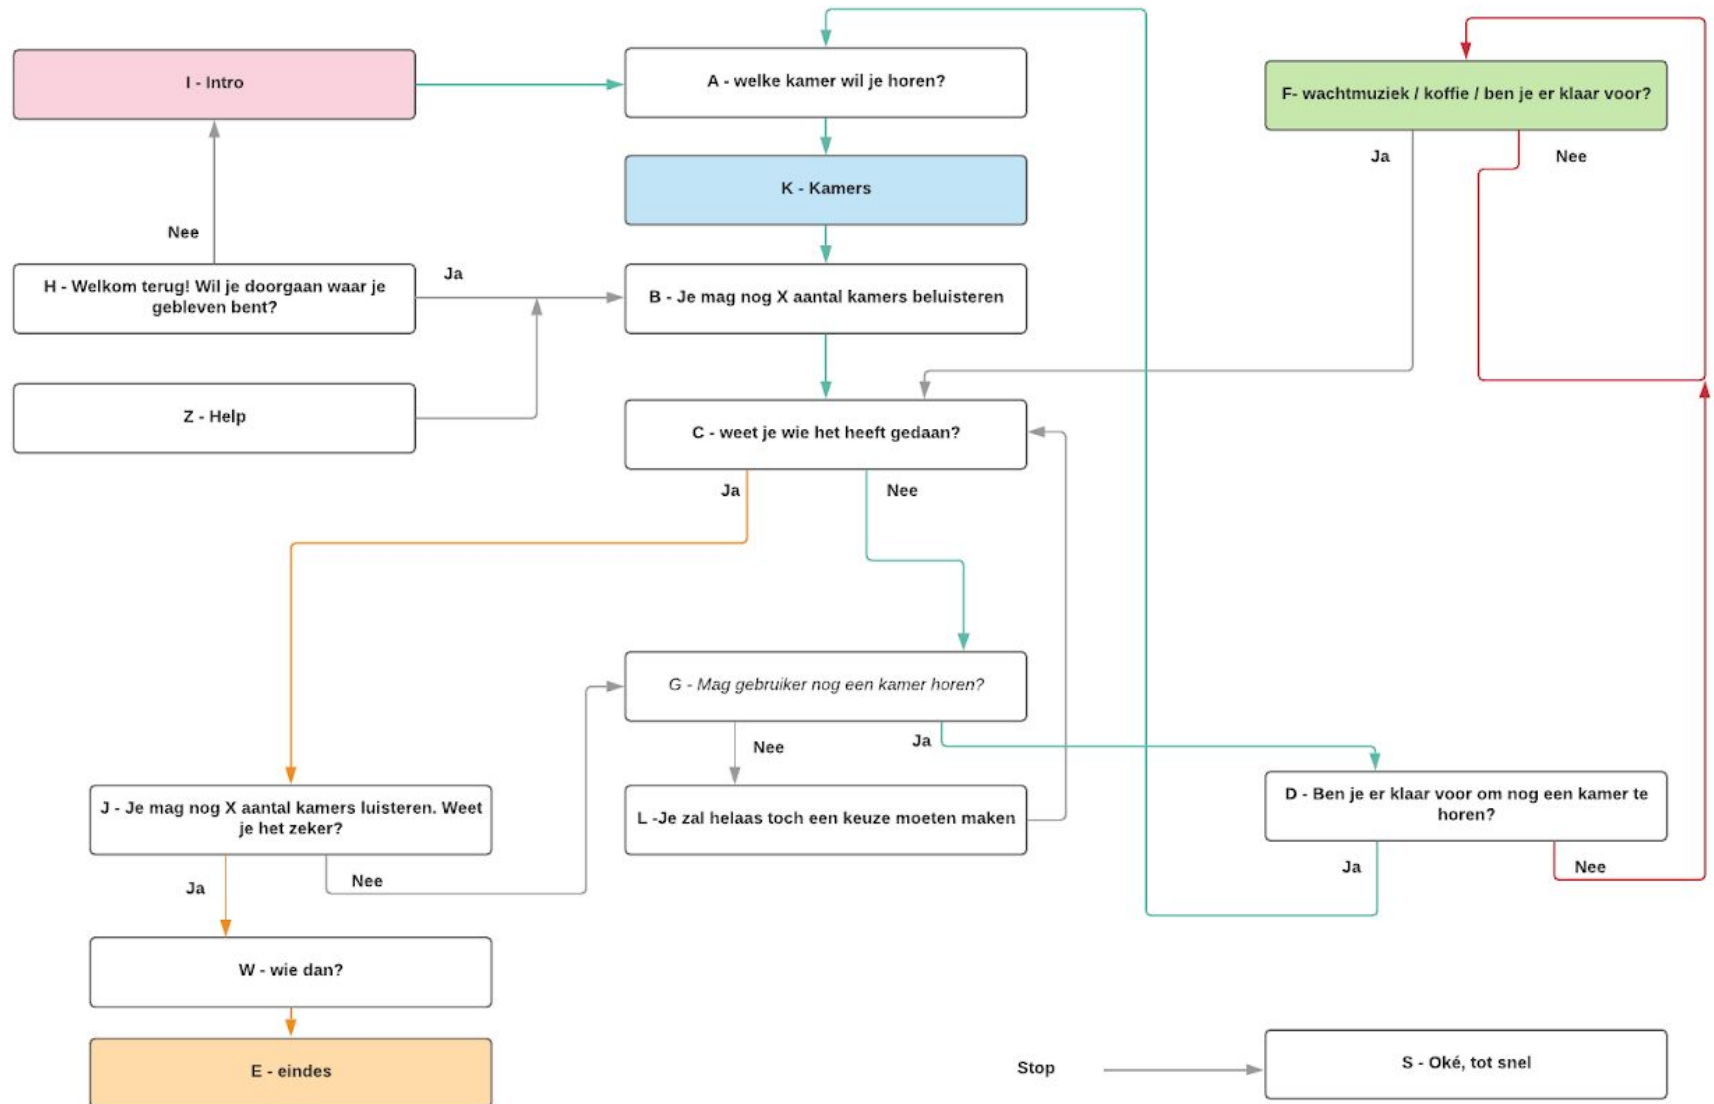 I - Intro
A - welke kamer wil je horen?
F- wachtmuziek / koffie / ben je er klaar voor?
Ja
Nee
K - Kamers
Nee
H - Welkom terug! Wil je doorgaan waar je
gebleven bent?
Ja
B - Je mag nog X aantal kamers beluisteren
Z - Help
C - weet je wie het heeft gedaan?
Ja
Nee
G - Mag gebruiker nog een kamer horen?
Nee
Ja
J - Je mag nog X aantal kamers luisteren. Weet
je het zeker?
L -Je zal helaas toch een keuze moeten maken
D - Ben je er klaar voor om nog een kamer te
horen?
Ja
Nee
Ja
Nee
W - wie dan?
E - eindes
Stop
S - Oké, tot snel